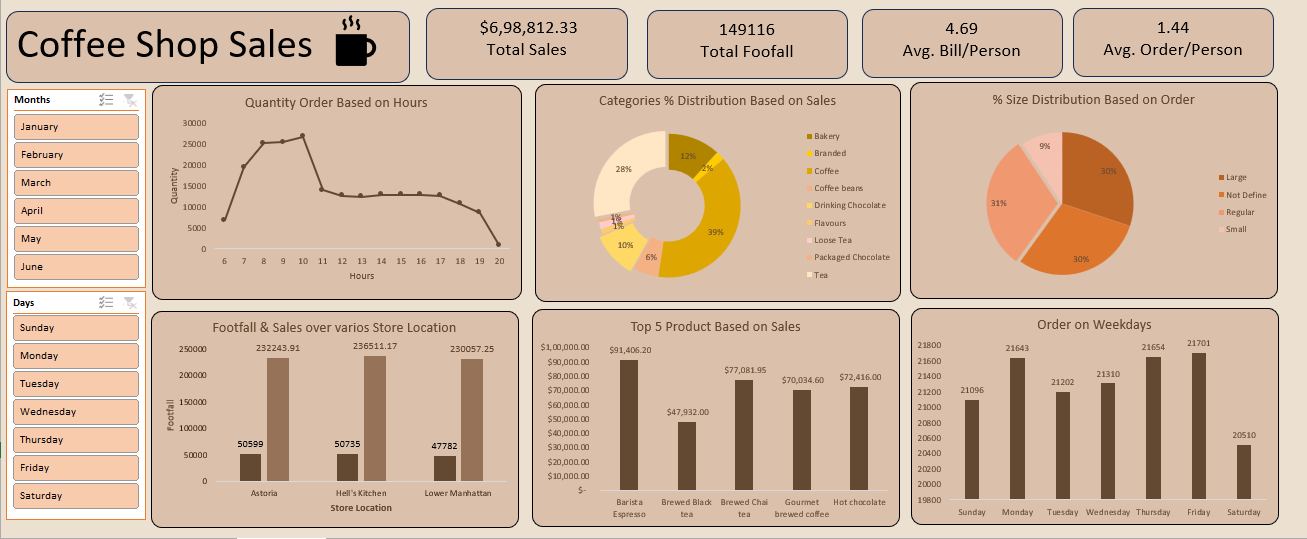 Coffee Shop Sales
$6,98,812.33
Total Sales
149116
Total Foofall
4.69
Avg. Bill/Person
1.44
Avg. Order/Person
Months
January
February
March
April
May
June
Days
Sunday
Monday
Tuesday
Wednesday
Thursday
Friday
Saturday
Quantity Order Based on Hours
Quantity
30000
25000
20000
15000
10000
5000
0
6 7 8 9 10 11 12 13 14 15 16 17 18 19 20
Hours
Categories % Distribution Based on Sales
12%
2%
39%
6%
10%
1%
1%
28%
Bakery
Branded
Coffee
Coffee beans
Drinking Chocolate
Flavours
Loose Tea
Packaged Chocolate
Tea
% Size Distribution Based on Order
30%
30%
31%
9%
Large
Not Define
Regular
Small
Footfall & Sales over varios Store Location
Footfall
250000
200000
150000
100000
50000
0
50599
232243.91
50735
236511.17
47782
230057.25
Astoria Hell's Kitchen Lower Manhattan
Store Location
Top 5 Product Based on Sales
$1,00,000.00
$90,000.00
$80,000.00
$70,000.00
$60,000.00
$50,000.00
$40,000.00
$30,000.00
$20,000.00
$10,000.00
$-
$91,406.20
$47,932.00
$77,081.95
$70,034.60
$72,416.00
Barista
Espresso
Brewed Black
tea
Brewed Chai
tea
Gourmet
brewed coffee
Hot chocolate
Order on Weekdays
21800
21600
21400
21200
21000
20800
20600
20400
20200
20000
19800
21096
21643
21202
21310
21654
21701
20510
Sunday Monday Tuesday Wednesday Thursday Friday Saturday